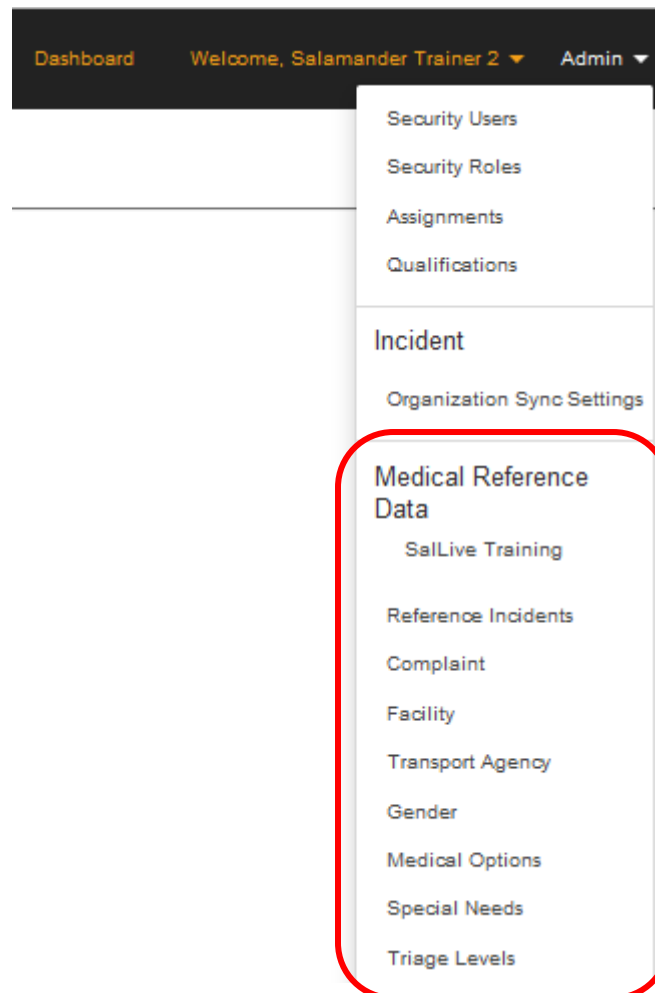 Dashboard Welcome, Salamander Trainer 2 Admin
Security Users
Security Roles
Assignments
Qualifications
Incident
Organization Sync Settings
Medical Reference
Data
SalLive Training
Reference Incidents
Complaint
Facility
Transport Agency
Gender
Medical Options
Special Needs
Triage Levels